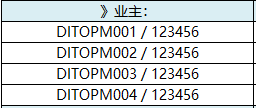 》业主：
DITOPM001 / 123456
DITOPM002 / 123456
DITOPM003 / 123456
DITOPM004 / 123456